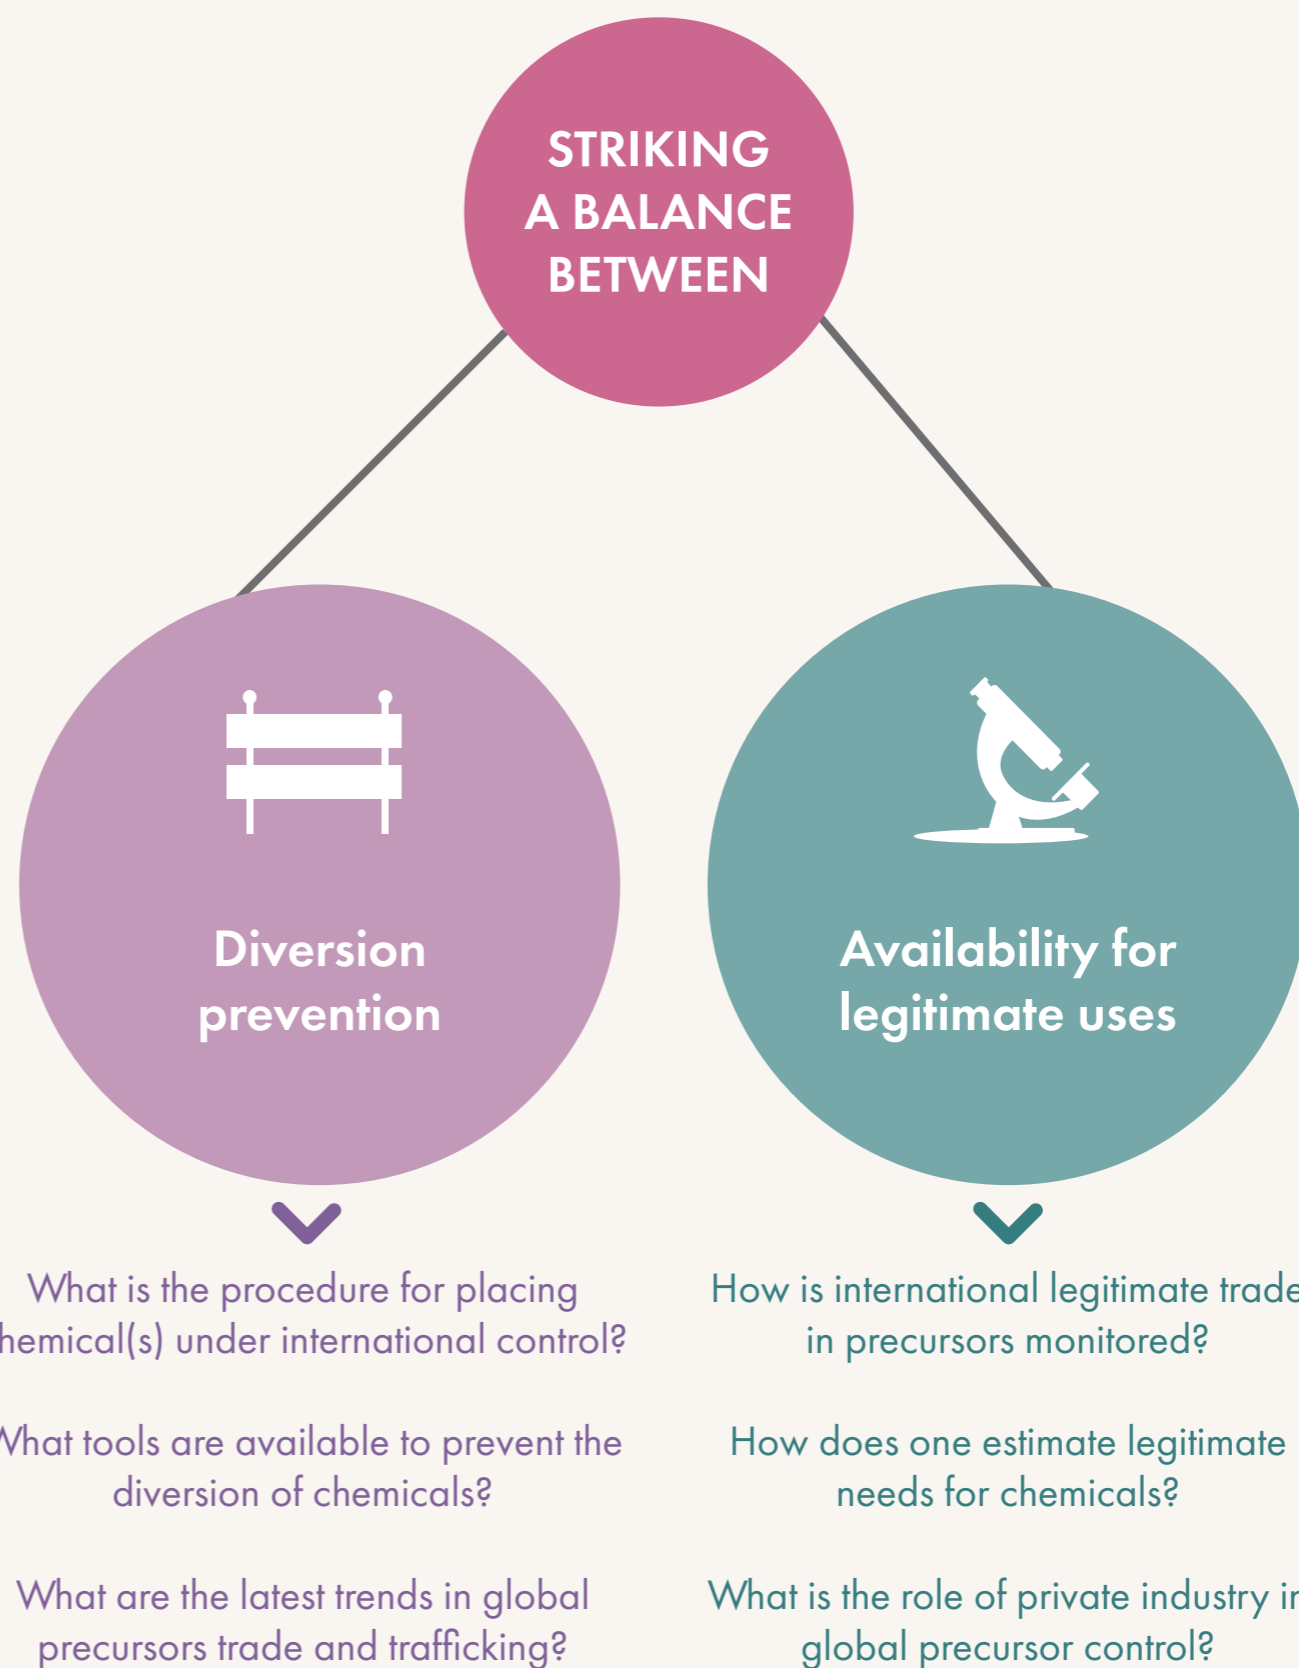 STRIKING
A BALANCE
BETWEEN
Diversion
prevention
Availability for
legitimate uses
What is the procedure for placing
hemical(s) under international control?
What tools are available to prevent the
diversion of chemicals?
What are the latest trends in global
precursors trade and trafficking?
How is international legitimate trade
in precursors monitored?
How does one estimate legitimate
needs for chemicals?
What is the role of private industry in
global precursor control?